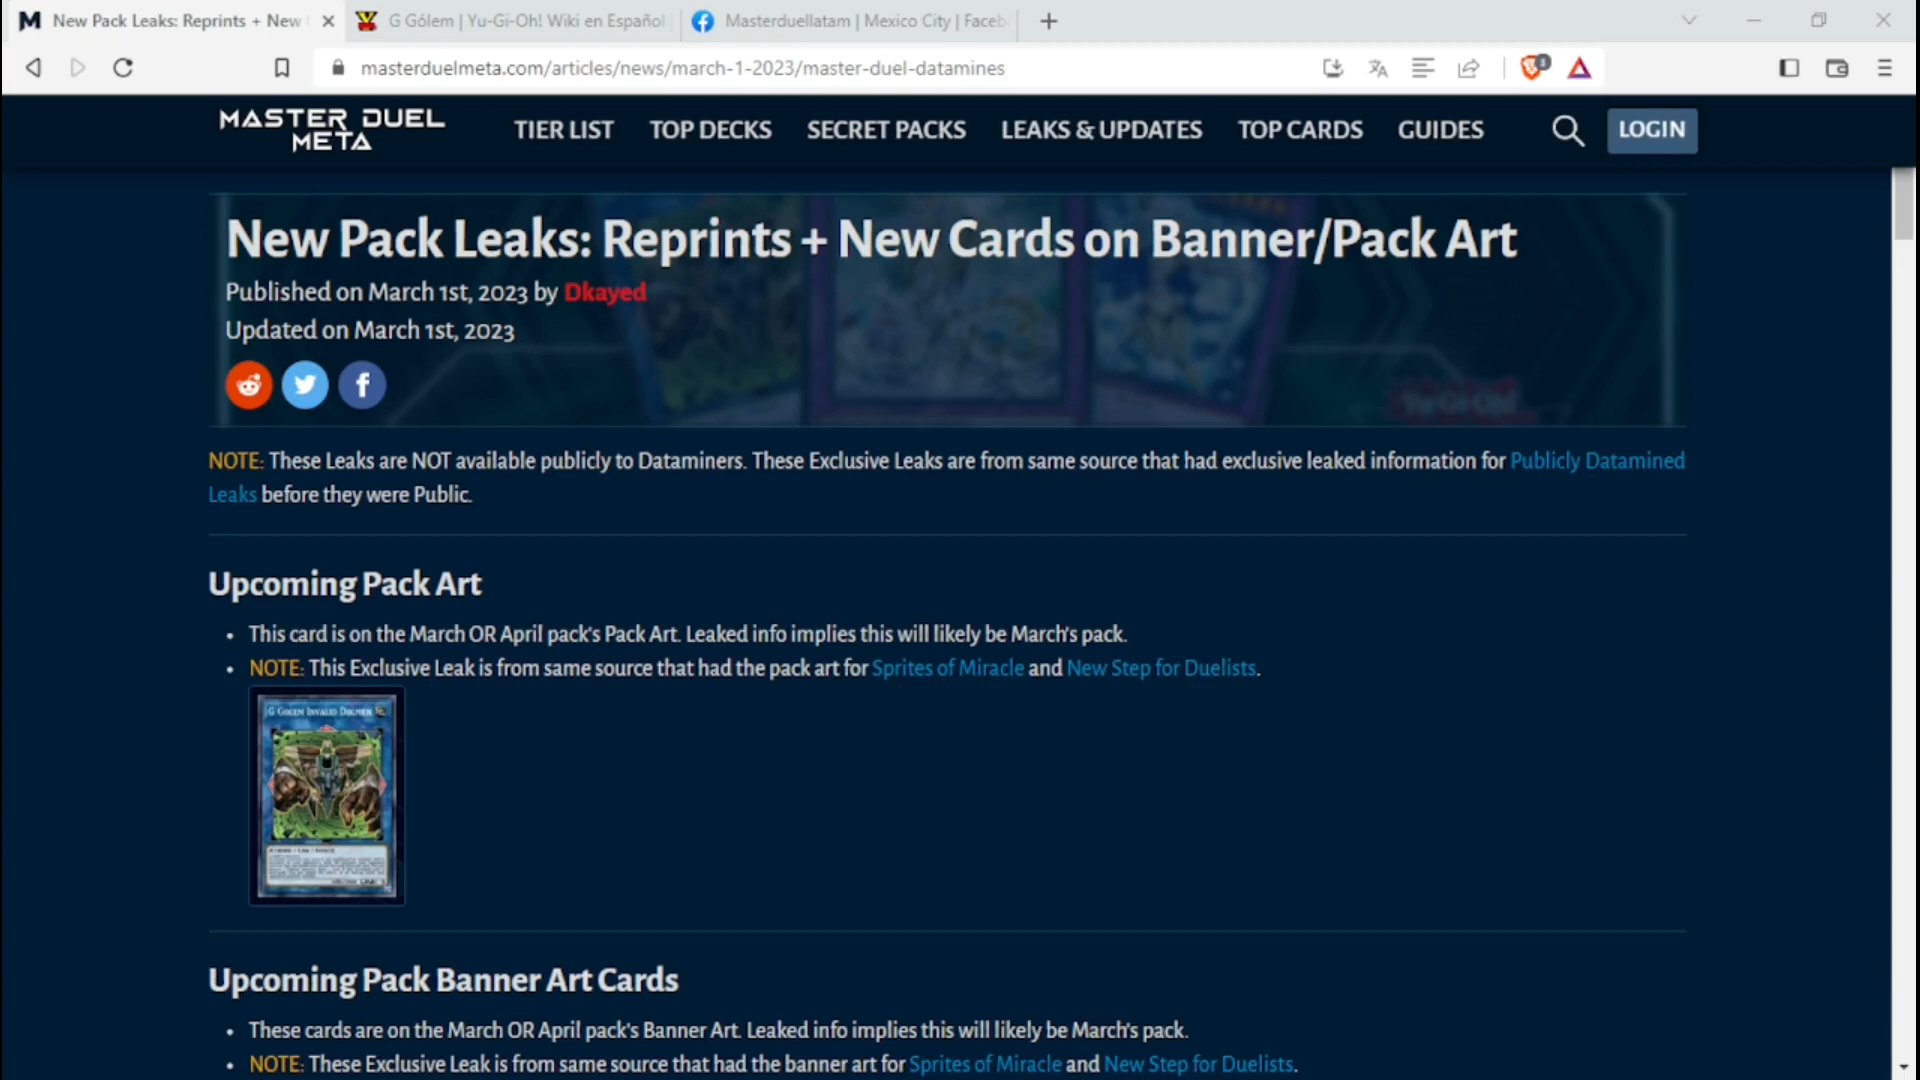 New Pack Leaks: Reprints + New
G Gólem | Yu-Gi-Oh! Wiki en Español
Masterduellatam | Mexico City | Faceb
masterduelmeta.com/articles/news/march-1-2023/master-duel-datamines
MASTER DUEL
META
TIER LIST
TOP DECKS
SECRET PACKS
LEAKS & UPDATES
TOP CARDS
GUIDES
LOGIN
New Pack Leaks: Reprints + New Cards on Banner/Pack Art
Published on March 1st, 2023 by Dkayed
Updated on March 1st, 2023
NOTE: These Leaks are NOT available publicly to Dataminers. These Exclusive Leaks are from same source that had exclusive leaked information for Publicly Datamined
Leaks before they were Public.
Upcoming Pack Art
• This card is on the March OR April pack's Pack Art. Leaked info implies this will likely be March's pack.
• NOTE: This Exclusive Leak is from same source that had the pack art for Sprites of Miracle and New Step for Duelists.
G Golem Invalid Dolmen
Upcoming Pack Banner Art Cards
• These cards are on the March OR April pack's Banner Art. Leaked info implies this will likely be March's pack.
• NOTE: These Exclusive Leak is from same source that had the banner art for Sprites of Miracle and New Step for Duelists.